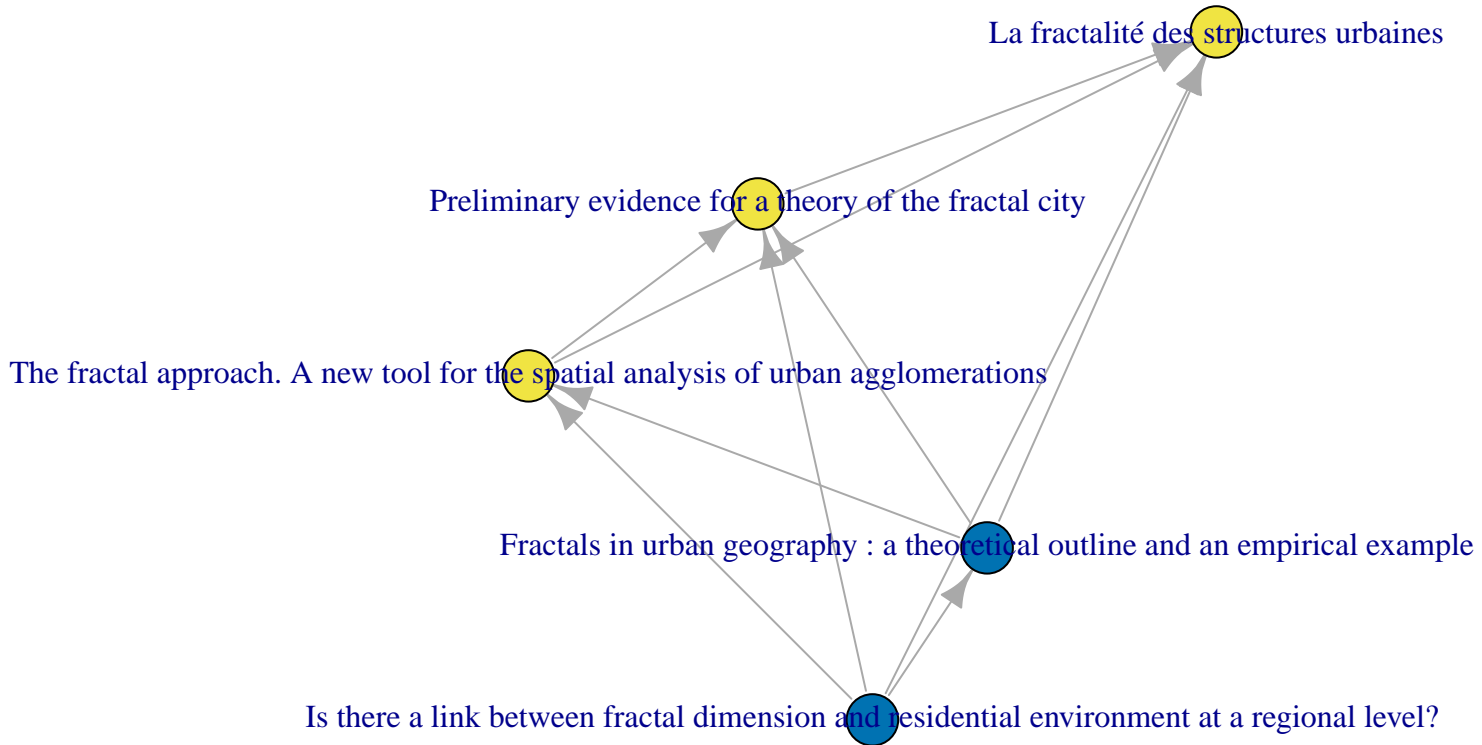 La fractalité des structures urbaines
Preliminary evidence for a theory of the fractal city
The fractal approach. A new tool for the spatial analysis of urban agglomerations
Fractals in urban geography : a theoretical outline and an empirical example
Is there a link between fractal dimension and residential environment at a regional level?